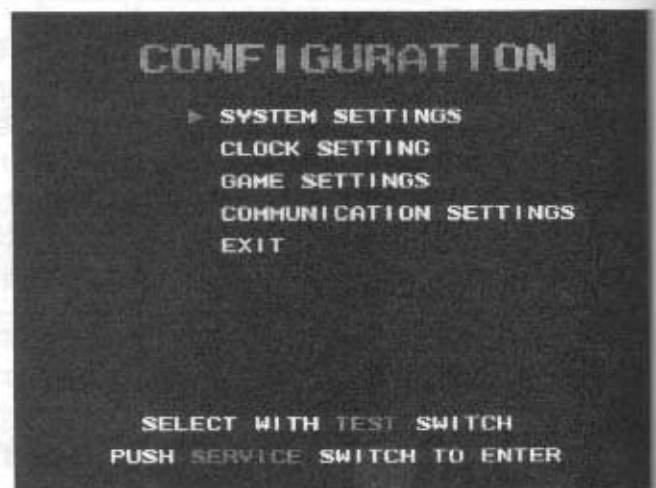 CONFIGURATION
SYSTEM SETTINGS
CLOCK SETTING
GAME SETTINGS
COMMUNICATION SETTINGS
EXIT
SELECT WITH TEST SWITCH
PUSH SERVICE SWITCH TO ENTER